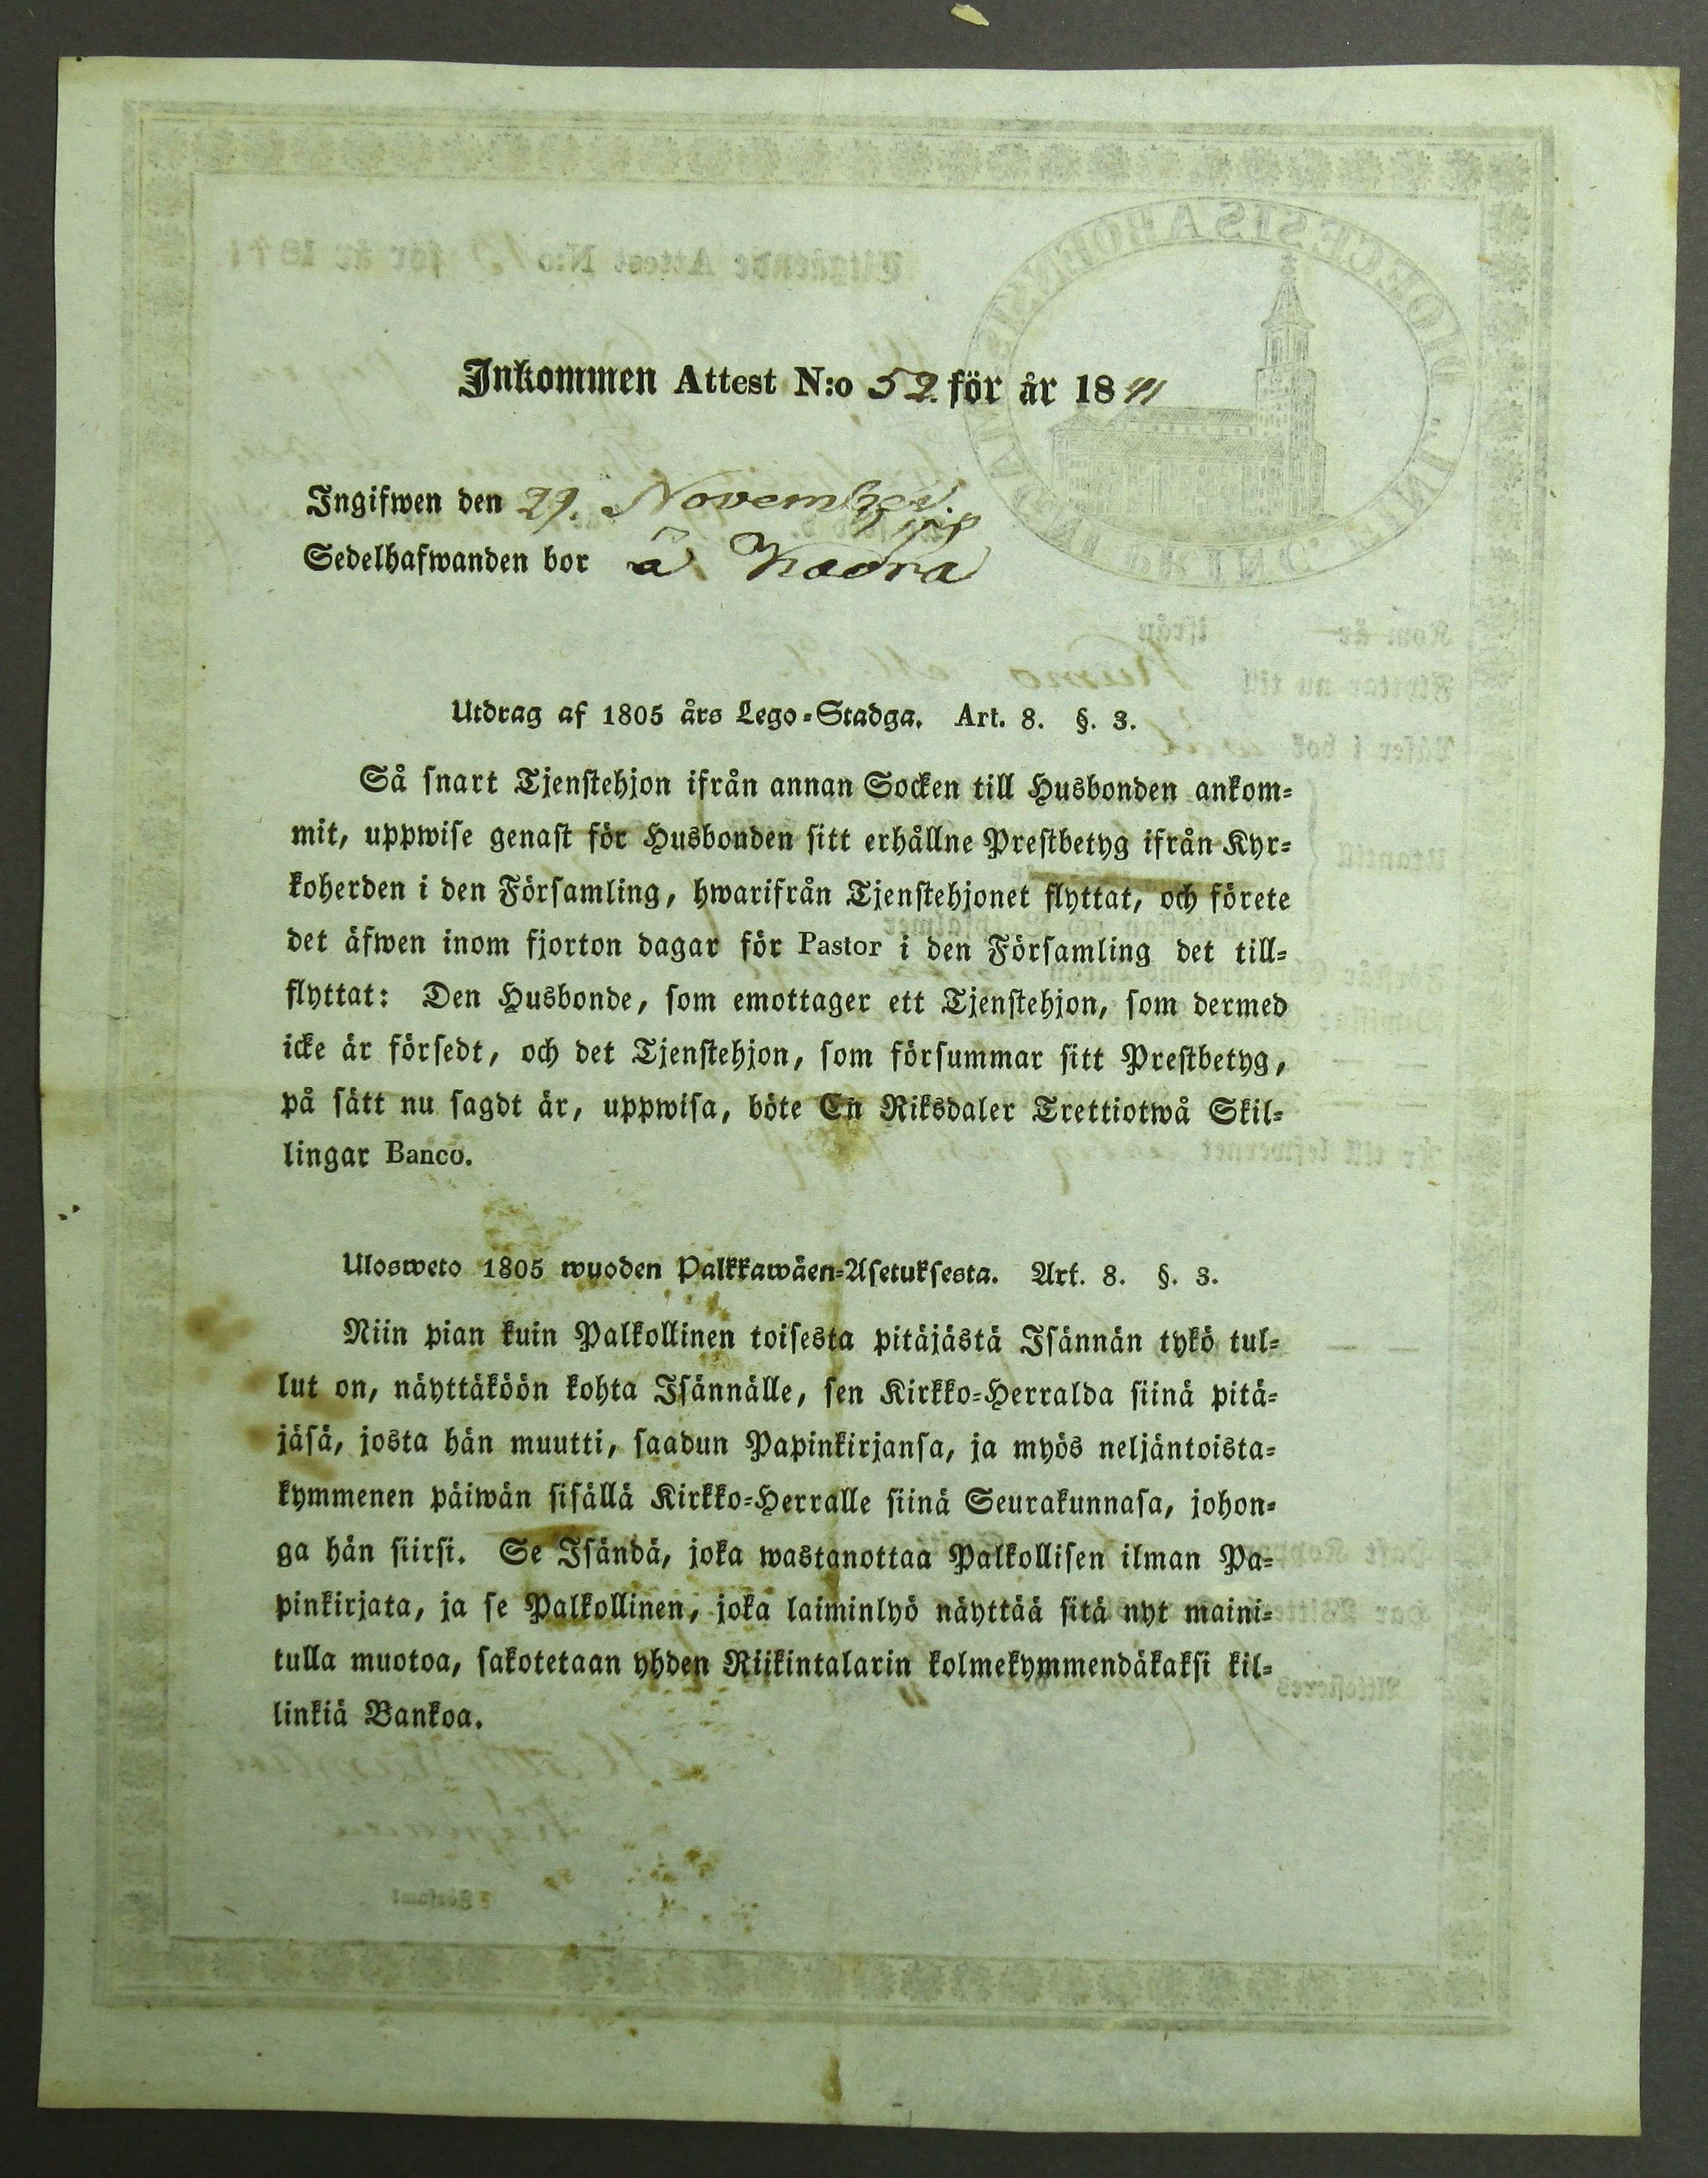 Inkommen Attest N:o 52. för år 1841
Ingifwen den 29. November.
Sedelhafwanden bor å
Utdrag af 1805 års Lego-Stadga. Art. 8. §. 3.
Så snart Tjenstehjon ifrån annan Socken till Husbonden ankom-
mit, uppwise genast för Husbonden sitt erhållne Prestbetyg ifrån Kyr-
koherden i den Församling, hwarifrån Tjenstehjonet flyttat, och förete
det äfwen inom fjorton dagar för Pastor i den Församling det till-
flyttat: Den Husbonde, som emottager ett Tjenstehjon, som dermed
icke är försedt, och det Tjenstehjon, som försummar sitt Prestbetyg,
på sätt nu sagdt är, uppwisa, böte En Riksdaler Trettiotwå Skil-
lingar Banco.
Ulosweto 1805 wuoden Palkkawäen-Asetuksesta. Art. 8. §. 3.
Niin pian kuin Palkollinen toisesta pitäjästä Isännän tykö tul-
lut on, näyttäköön kohta Isännälle, sen Kirkko-Herralda siinä pitä-
jäsä, josta hän muutti, saadun Papinkirjansa, ja myös neljäntoista-
kymmenen päiwän sisällä Kirkko-Herralle siinä Seurakunnasa, johon-
ga hän siirsi. Se Isändä, joka wastanottaa Palkollisen ilman Pa-
pinkirjata, ja se Palkollinen, joka laiminlyö näyttää sitä nyt maini-
tulla muotoa, sakotetaan yhden Riikintalarin kolmekymmendäkaksi kil-
linkiä Bankoa.